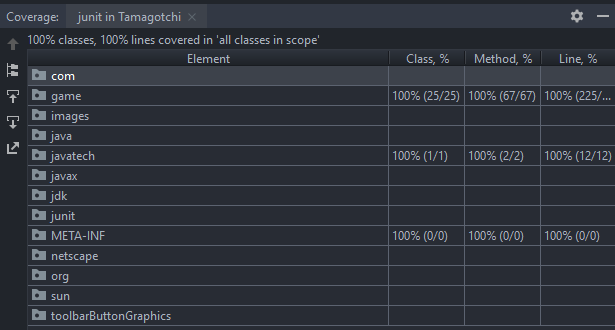 Coverage: junit in Tamagotchi
100% classes, 100% lines covered in 'all classes in scope'
Element Class, % Method, % Line, %
com
game 100% (25/25) 100% (67/67) 100% (225/...
images
java
javatech 100% (1/1) 100% (2/2) 100% (12/12)
javax
jdk
junit
META-INF 100% (0/0) 100% (0/0) 100% (0/0)
netscape
org
sun
toolbarButtonGraphics